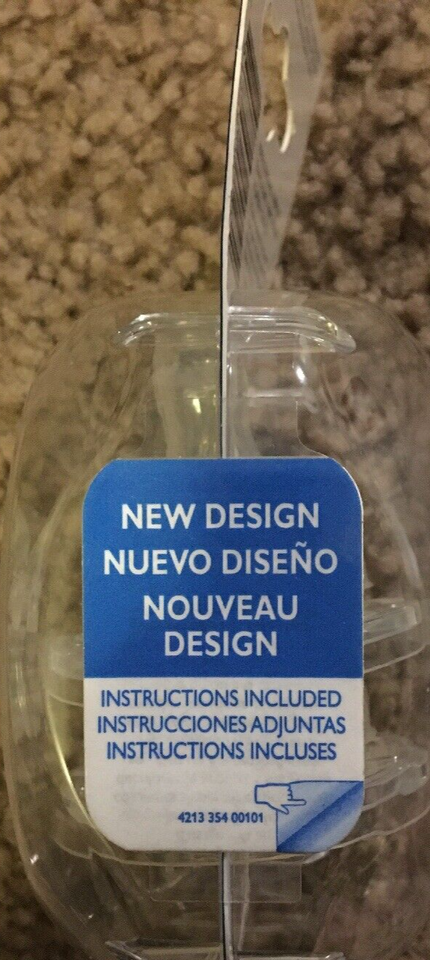 NEW DESIGN
NUEVO DISEÑO
NOUVEAU
DESIGN
INSTRUCTIONS INCLUDED
INSTRUCCIONES ADJUNTAS
INSTRUCTIONS INCLUSES
4213 354 00101